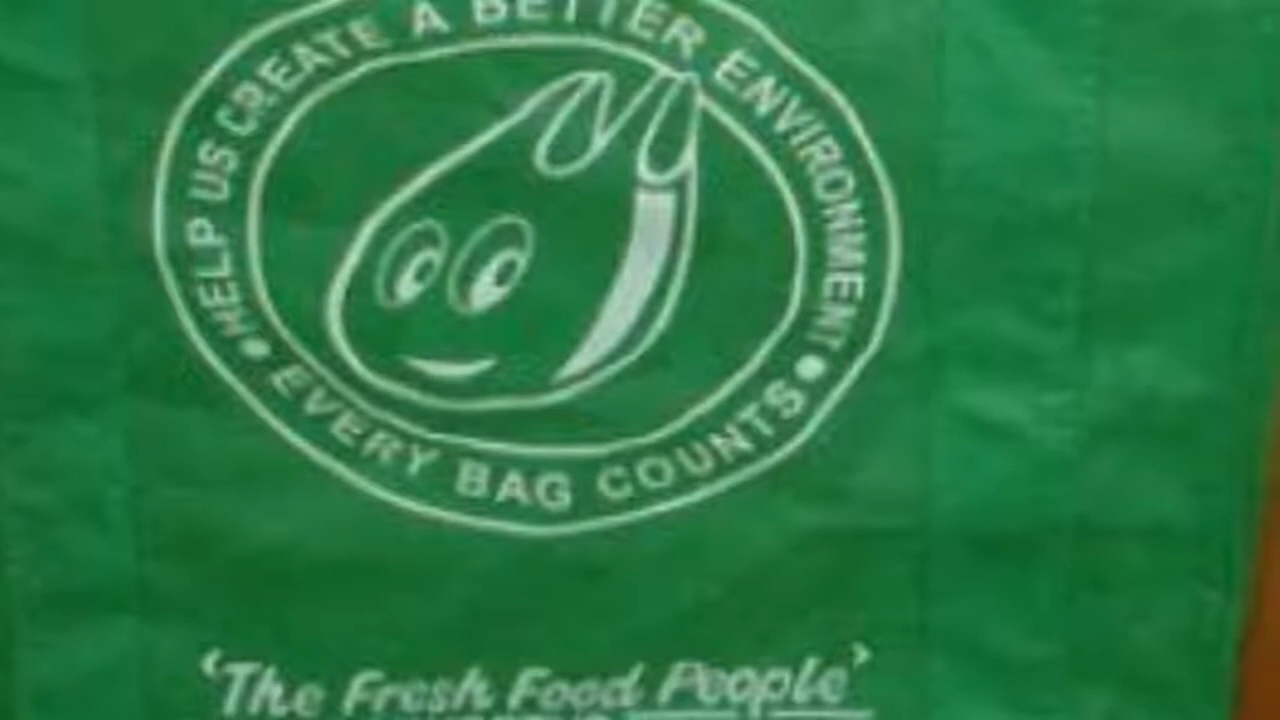 HELP US CREATE A BETTER ENVIRONMENT
• EVERY BAG COUNTS •
'The Fresh Food People'